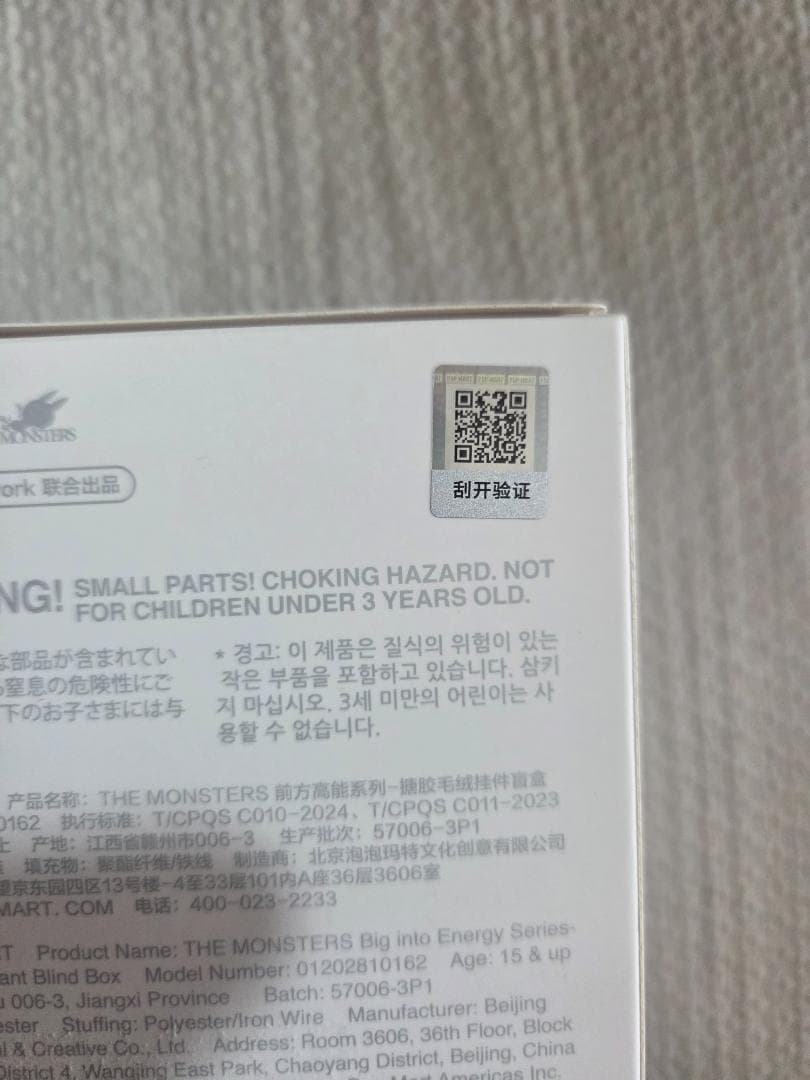 POP MART POP MART POP MART
MONSTERS
刮开验证
ork 联合出品
NG! SMALL PARTS! CHOKING HAZARD. NOT
FOR CHILDREN UNDER 3 YEARS OLD.
な部品が含まれてい
る窒息の危険性にご
下のお子さまには与
* 경고: 이 제품은 질식의 위험이 있는
작은 부품을 포함하고 있습니다. 삼키
지 마십시오. 3세 미만의 어린이는 사
용할 수 없습니다.
产品名称: THE MONSTERS 前方高能系列-搪胶毛绒挂件盲盒
0162 执行标准: T/CPQS C010-2024、T/CPQS C011-2023
上 产地: 江西省赣州市006-3 生产批次: 57006-3P1
填充物: 聚酯纤维/铁线 制造商: 北京泡泡玛特文化创意有限公司
望京东园四区13号楼-4至33层101内A座36层3606室
MART. COM 电话: 400-023-2233
T Product Name: THE MONSTERS Big into Energy Series-
ant Blind Box Model Number: 01202810162 Age: 15 & up
u 006-3, Jiangxi Province Batch: 57006-3P1
ester Stuffing: Polyester/Iron Wire Manufacturer: Beijing
l & Creative Co., Ltd. Address: Room 3606, 36th Floor, Block
District 4, Wangjing East Park, Chaoyang District, Beijing, China
Mart Americas Inc.